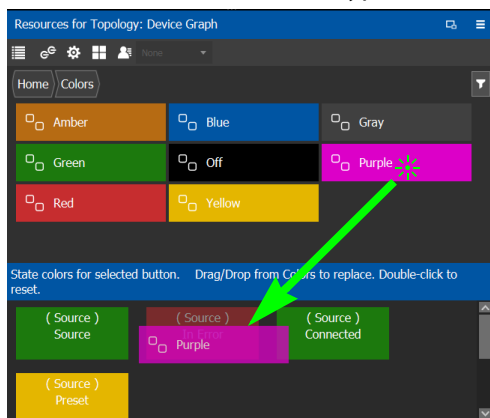 Resources for Topology: Device Graph
None
Home Colors
Amber Blue Gray
Green Off Purple
Red Yellow
State colors for selected button. Drag/Drop from Colors to replace. Double-click to
reset.
( Source ) ( Source ) ( Source )
Source In Error Connected
Purple
( Source )
Preset